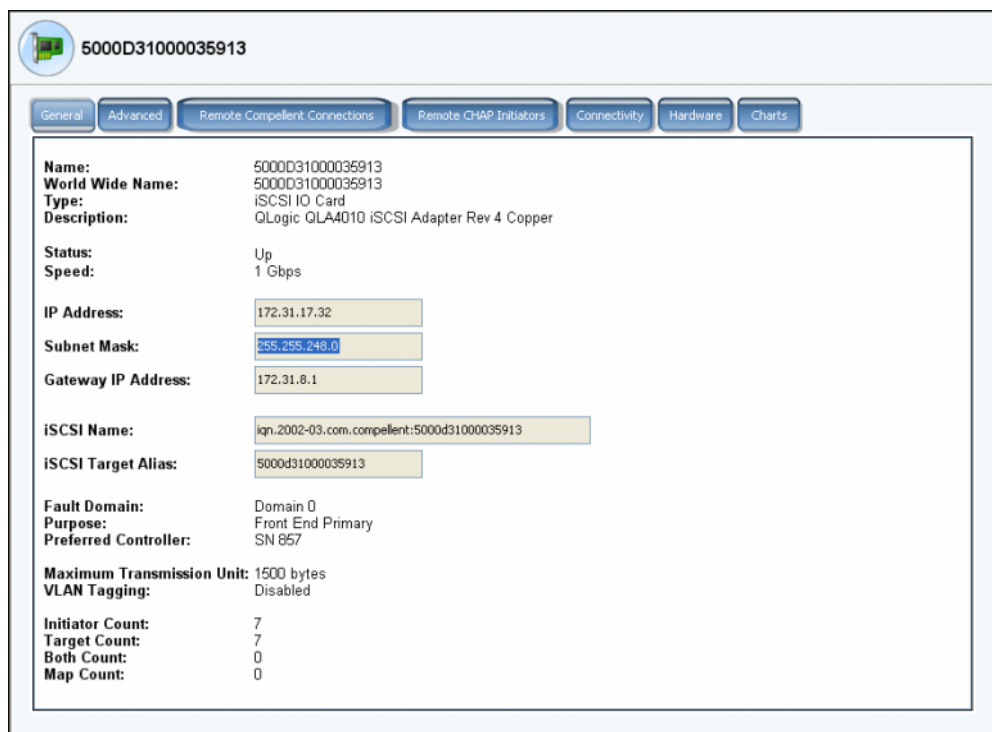 5000D31000035913
General Advanced Remote Compellent Connections Remote CHAP Initiators Connectivity Hardware Charts
Name: 5000D31000035913
World Wide Name: 5000D31000035913
Type: iSCSI IO Card
Description: QLogic QLA4010 iSCSI Adapter Rev 4 Copper
Status: Up
Speed: 1 Gbps
IP Address: 172.31.17.32
Subnet Mask: 255.255.248.0
Gateway IP Address: 172.31.8.1
iSCSI Name: iqn.2002-03.com.compellent:5000d31000035913
iSCSI Target Alias: 5000d31000035913
Fault Domain: Domain 0
Purpose: Front End Primary
Preferred Controller: SN 857
Maximum Transmission Unit: 1500 bytes
VLAN Tagging: Disabled
Initiator Count: 7
Target Count: 7
Both Count: 0
Map Count: 0